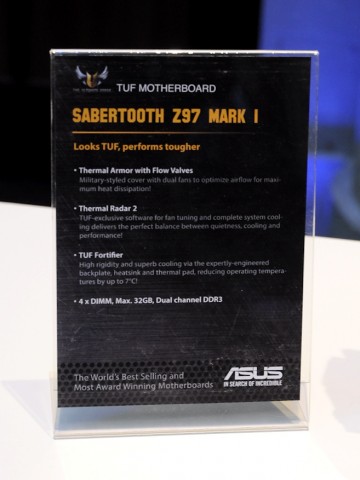 TUF MOTHERBOARD
SABERTOOTH Z97 MARK I
Looks TUF, performs tougher
• Thermal Armor with Flow Valves
Military-styled cover with dual fans to optimize airflow for maxi-
mum heat dissipation!
• Thermal Radar 2
TUF-exclusive software for fan tuning and complete system cool-
ing delivers the perfect balance between quietness, cooling and
performance!
• TUF Fortifier
High rigidity and superb cooling via the expertly-engineered
backplate, heatsink and thermal pad, reducing operating tempera-
tures by up to 7°C!
• 4 x DIMM, Max. 32GB, Dual channel DDR3
The World's Best Selling and
Most Award Winning Motherboards
ASUS
IN SEARCH OF INCREDIBLE